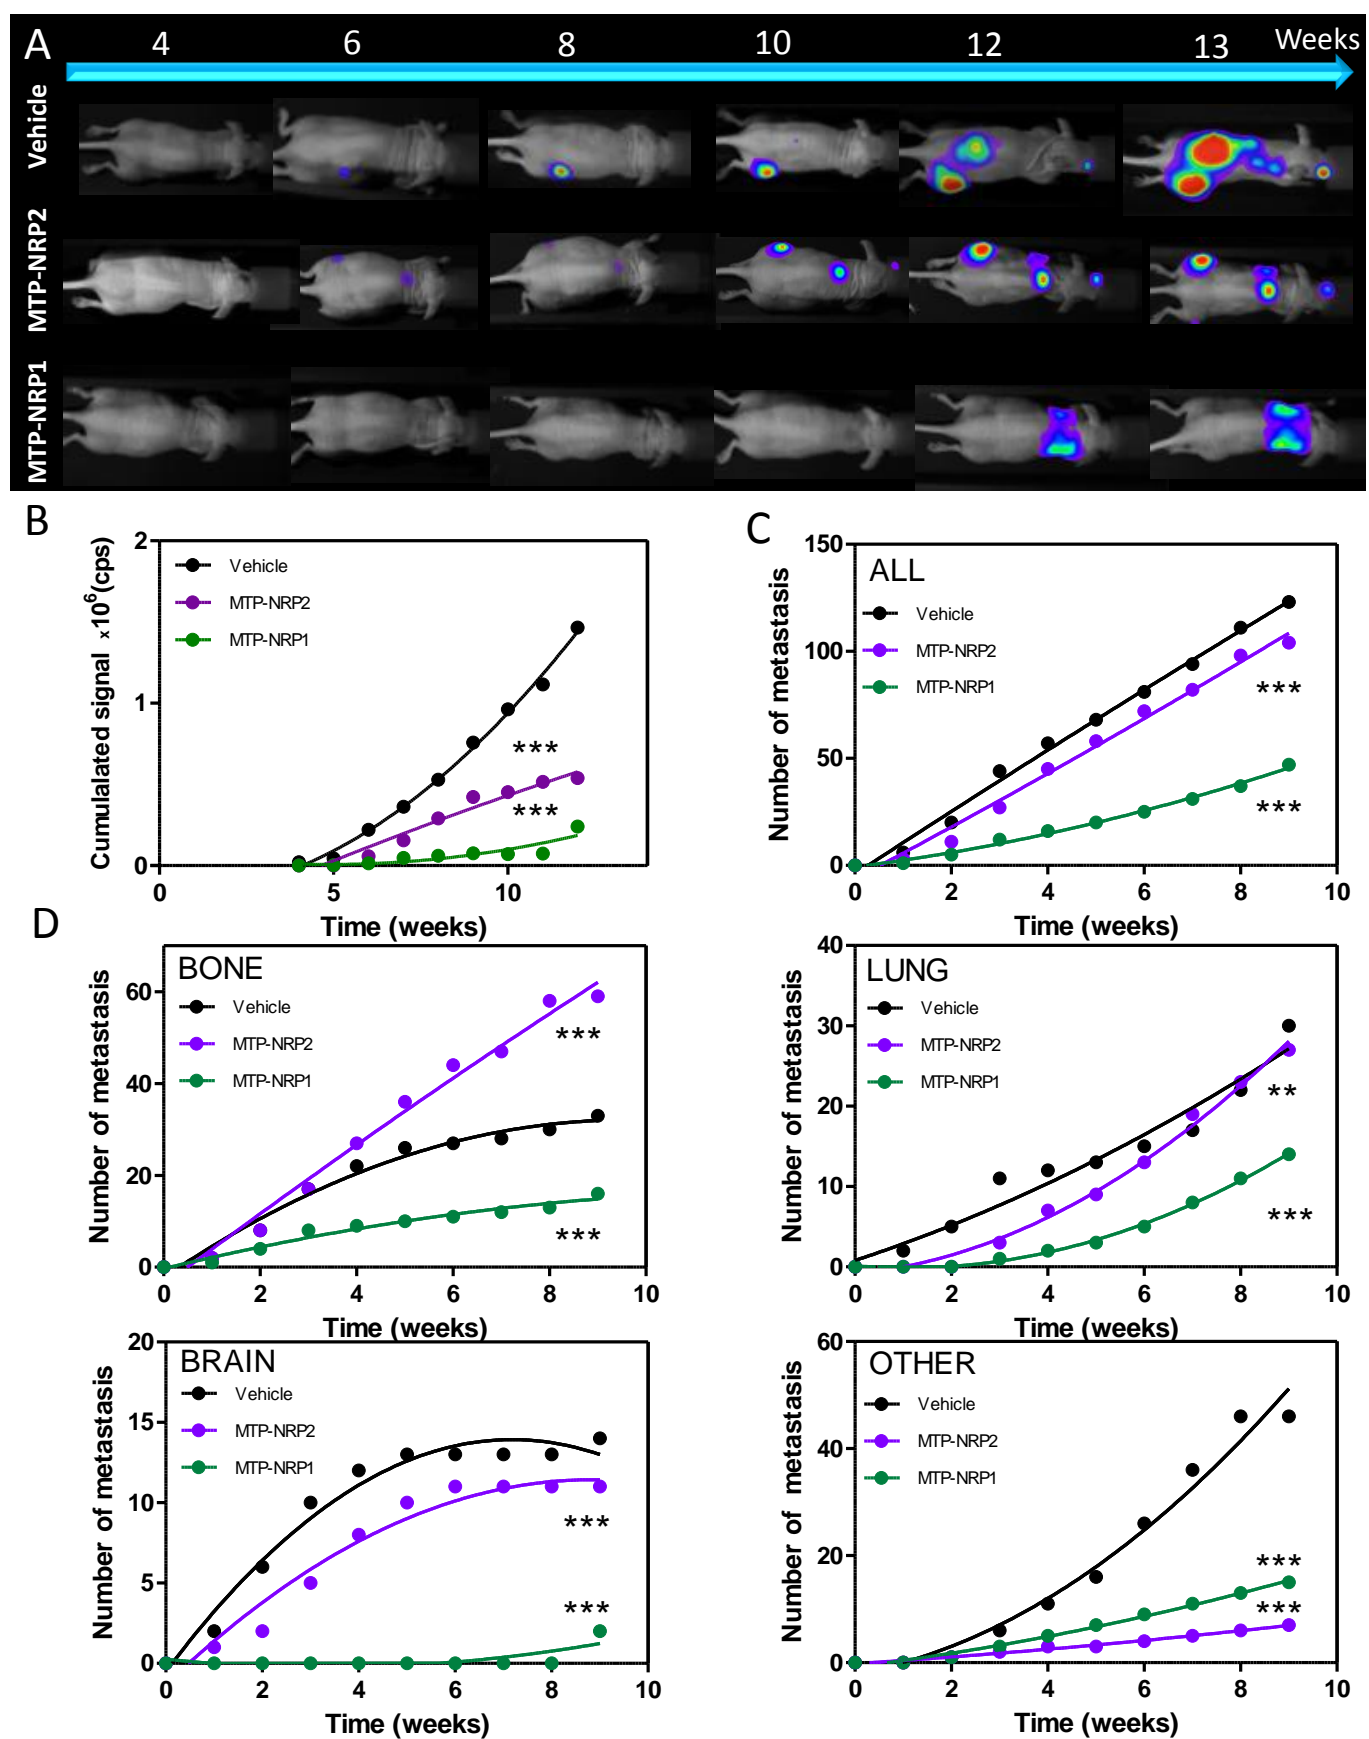 A
4 6 8 10 12 13 Weeks
Vehicle
MTP-NRP2
MTP-NRP1
B
Cumulalated signal x10^6 (cps)
2
1
0
Vehicle
MTP-NRP2
MTP-NRP1
***
***
0 5 10
Time (weeks)
C
Number of metastasis
150
100
50
0
ALL
Vehicle
MTP-NRP2
MTP-NRP1
***
***
0 2 4 6 8 10
Time (weeks)
D
Number of metastasis
60
40
20
0
BONE
Vehicle
MTP-NRP2
MTP-NRP1
***
***
0 2 4 6 8 10
Time (weeks)
Number of metastasis
40
30
20
10
0
LUNG
Vehicle
MTP-NRP2
MTP-NRP1
**
***
0 2 4 6 8 10
Time (weeks)
Number of metastasis
20
15
10
5
0
BRAIN
Vehicle
MTP-NRP2
MTP-NRP1
***
***
0 2 4 6 8 10
Time (weeks)
Number of metastasis
60
40
20
0
OTHER
Vehicle
MTP-NRP2
MTP-NRP1
***
***
0 2 4 6 8 10
Time (weeks)